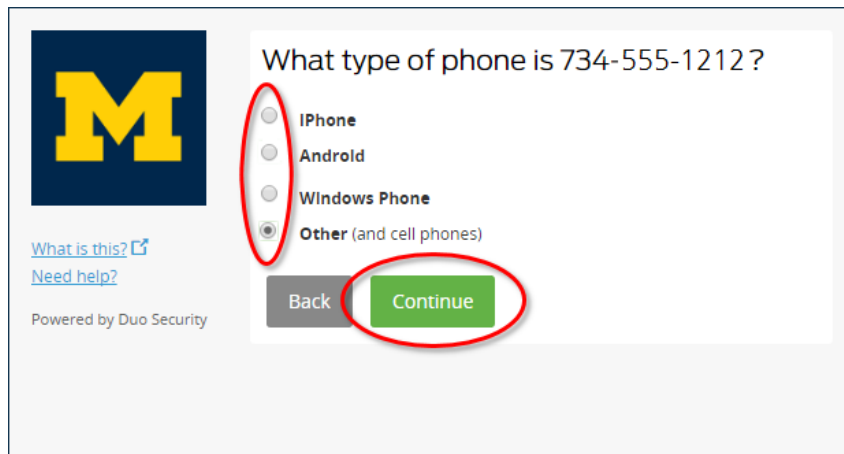 M
What type of phone is 734-555-1212?
IPhone
Android
Windows Phone
Other (and cell phones)
Back
Continue
What is this?
Need help?
Powered by Duo Security